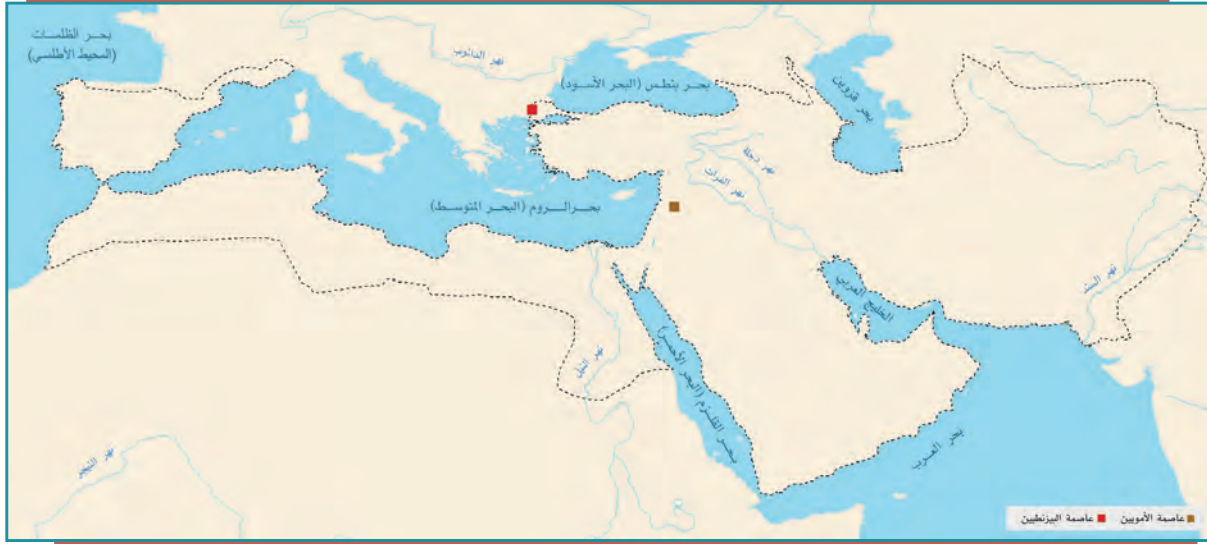 بحر الظلمات
(المحيط الأطلسي)
نهر الدانوب
بحر بنطس (البحر الأسود)
بحر قزوين
نهر دجلة
نهر الفرات
بحر الروم (البحر المتوسط)
نهر السند
الخليج العربي
بحر القلزم (البحر الأحمر)
نهر النيل
بحر العرب
نهر النيجر
عاصمة الأمويين
عاصمة البيزنطيين